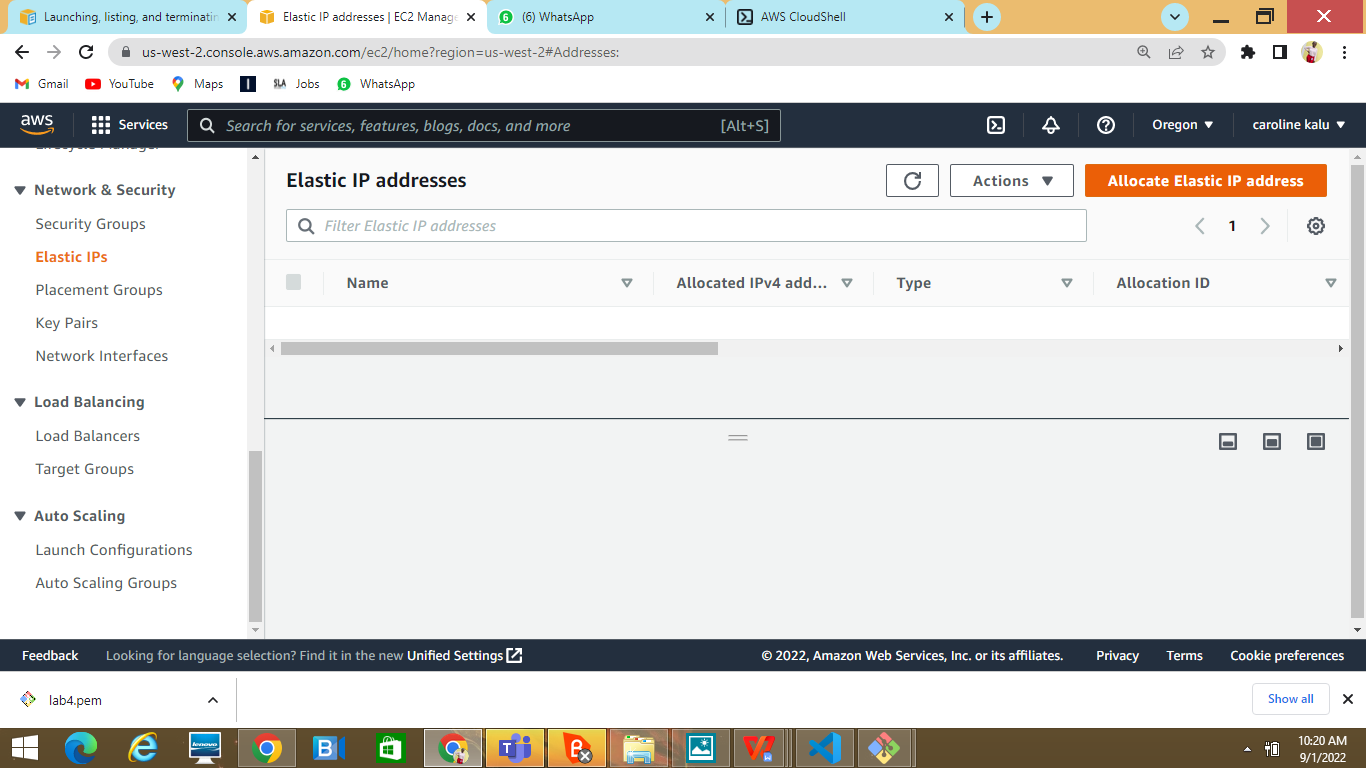 Launching, listing, and terminatin
Elastic IP addresses | EC2 Manage
6 (6) WhatsApp
AWS CloudShell
us-west-2.console.aws.amazon.com/ec2/home?region=us-west-2#Addresses:
Gmail YouTube Maps I SLA Jobs 6 WhatsApp
aws Services Search for services, features, blogs, docs, and more [Alt+S] Oregon caroline kalu
Lifecycle Manager
Network & Security
Security Groups
Elastic IPs
Placement Groups
Key Pairs
Network Interfaces
Load Balancing
Load Balancers
Target Groups
Auto Scaling
Launch Configurations
Auto Scaling Groups
Elastic IP addresses Actions Allocate Elastic IP address
Filter Elastic IP addresses 1
Name Allocated IPv4 add... Type Allocation ID
Feedback Looking for language selection? Find it in the new Unified Settings © 2022, Amazon Web Services, Inc. or its affiliates. Privacy Terms Cookie preferences
lab4.pem Show all
lenovo
10:20 AM
9/1/2022